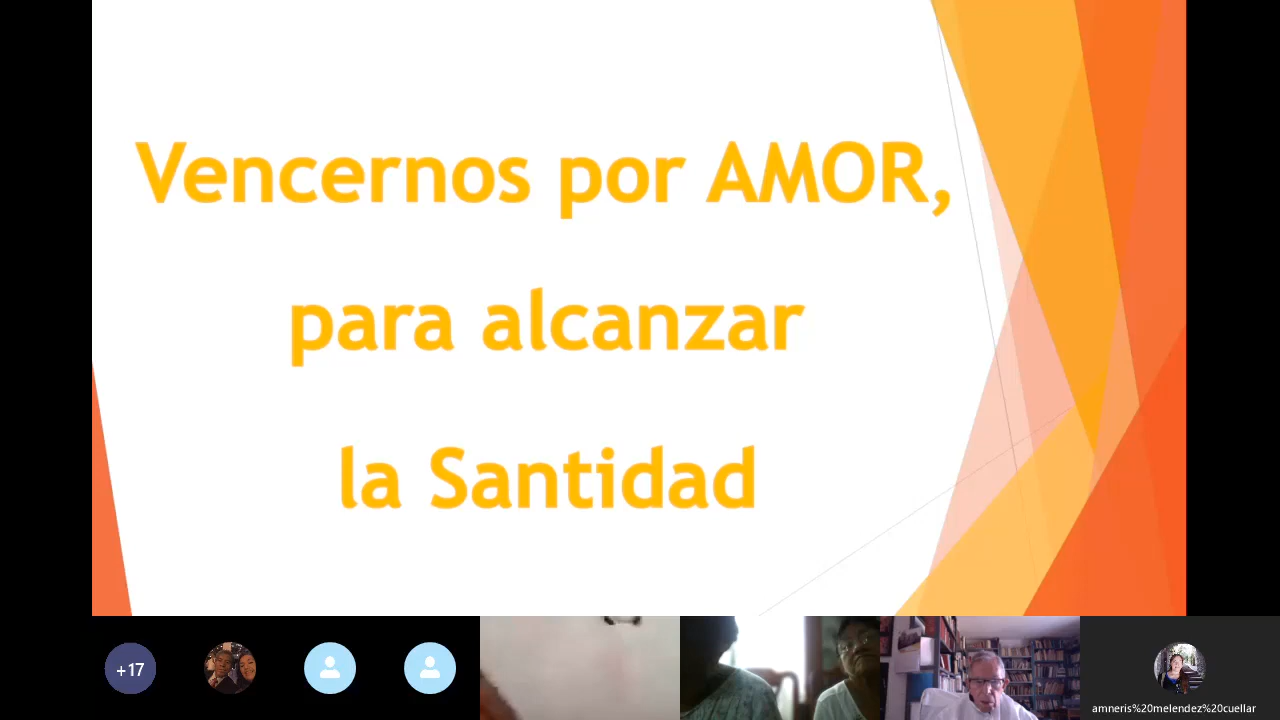 Vencernos por AMOR,
para alcanzar
la Santidad
+17
amneris%20melendez%20cuellar